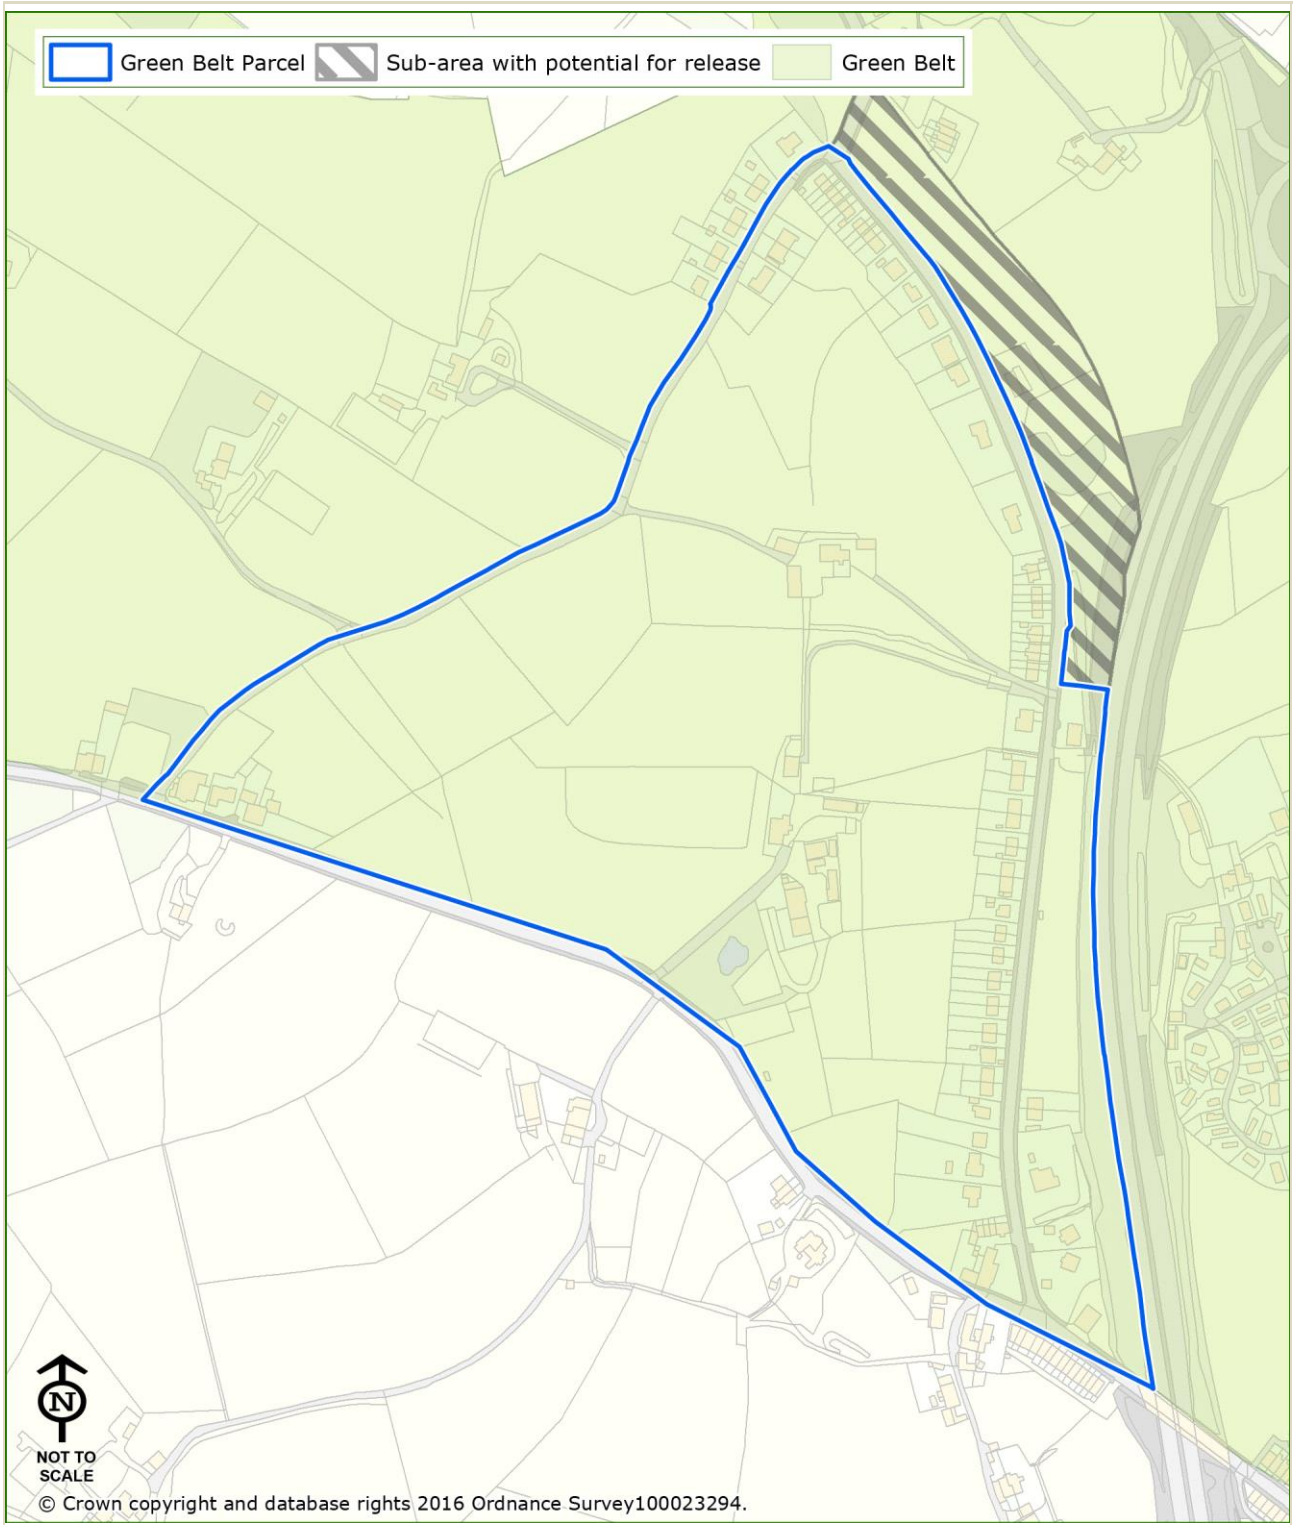 Green Belt Parcel Sub-area with potential for release Green Belt
N
NOT TO
SCALE
© Crown copyright and database rights 2016 Ordnance Survey100023294.